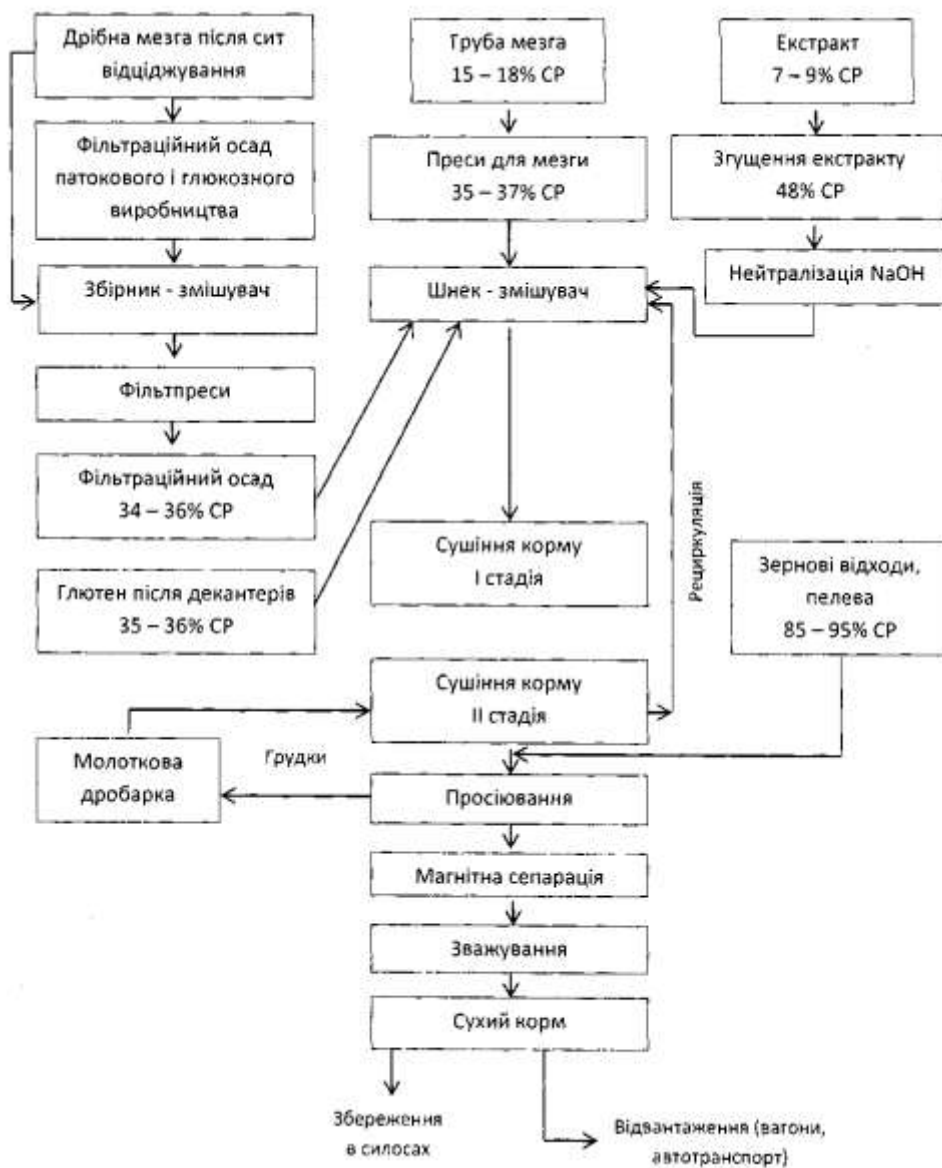 Дрібна мезга після сит
відціджування
Труба мезга
15 – 18% СР
Екстракт
7 – 9% СР
Фільтраційний осад
патокового і глюкозного
виробництва
Преси для мезги
35 – 37% СР
Згущення екстракту
48% СР
Нейтралізація NaOH
Збірник - змішувач
Шнек - змішувач
Фільтпреси
Фільтраційний осад
34 – 36% СР
Рециркуляція
Сушіння корму
I стадія
Зернові відходи,
пелева
85 – 95% СР
Глютен після декантерів
35 – 36% СР
Сушіння корму
II стадія
Молоткова
дробарка
Грудки
Просіювання
Магнітна сепарація
Зважування
Сухий корм
Збереження
в силосах
Відвантаження (вагони,
автотранспорт)